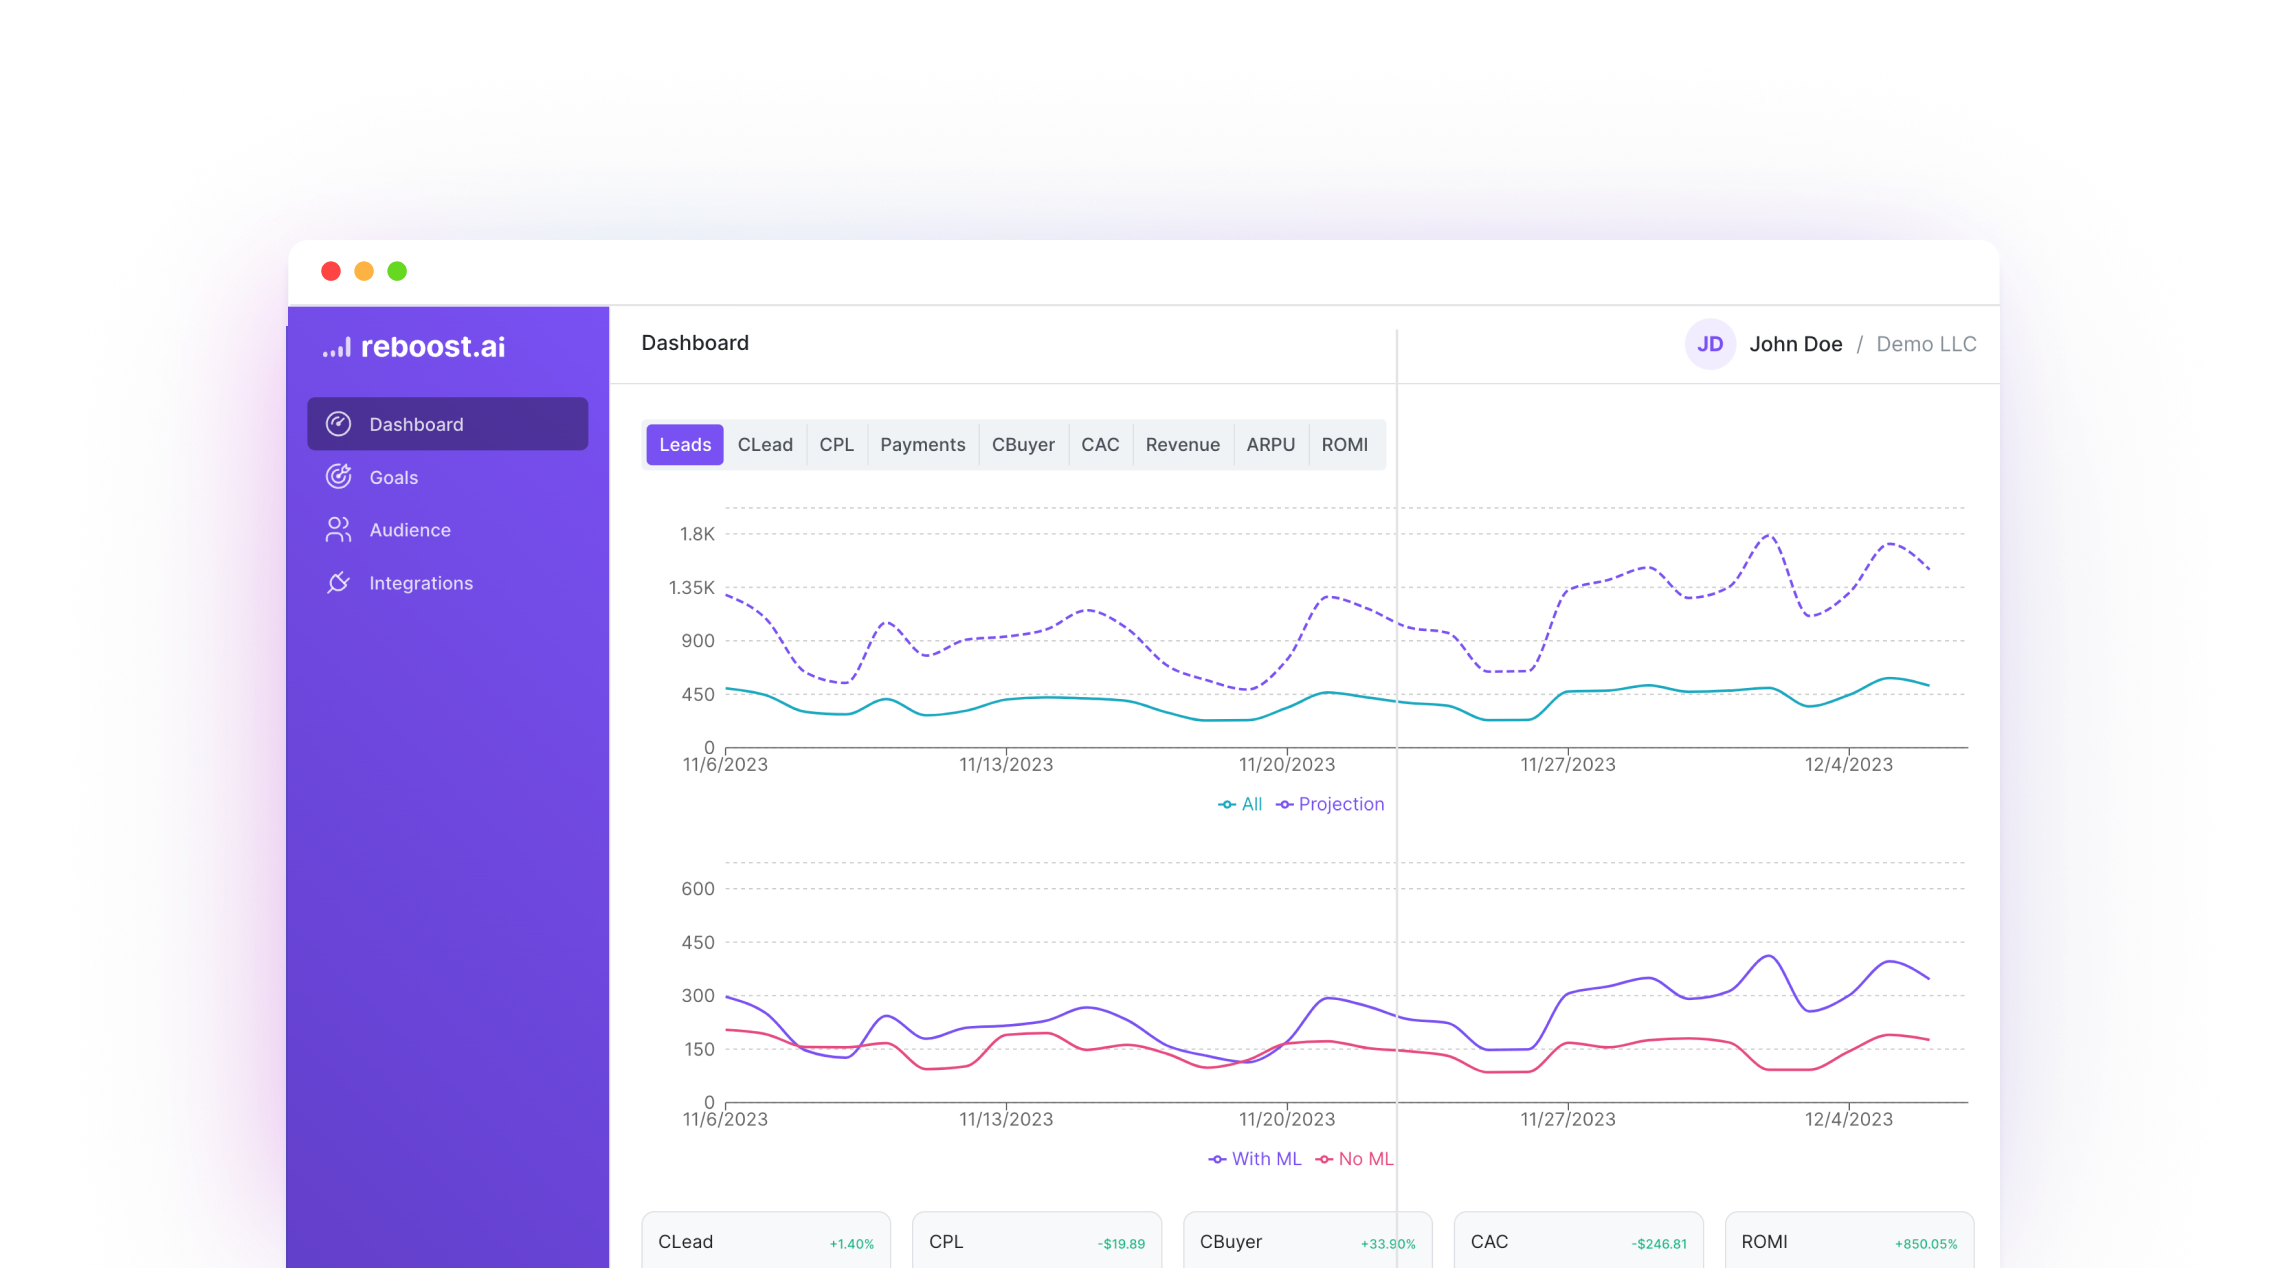 reboost.ai
Dashboard
Goals
Audience
Integrations
Dashboard
JD John Doe / Demo LLC
Leads CLead CPL Payments CBuyer CAC Revenue ARPU ROMI
1.8K
1.35K
900
450
0
11/6/2023 11/13/2023 11/20/2023 11/27/2023 12/4/2023
All Projection
600
450
300
150
0
11/6/2023 11/13/2023 11/20/2023 11/27/2023 12/4/2023
With ML No ML
CLead +1.40% CPL -$19.89 CBuyer +33.90% CAC -$246.81 ROMI +850.05%